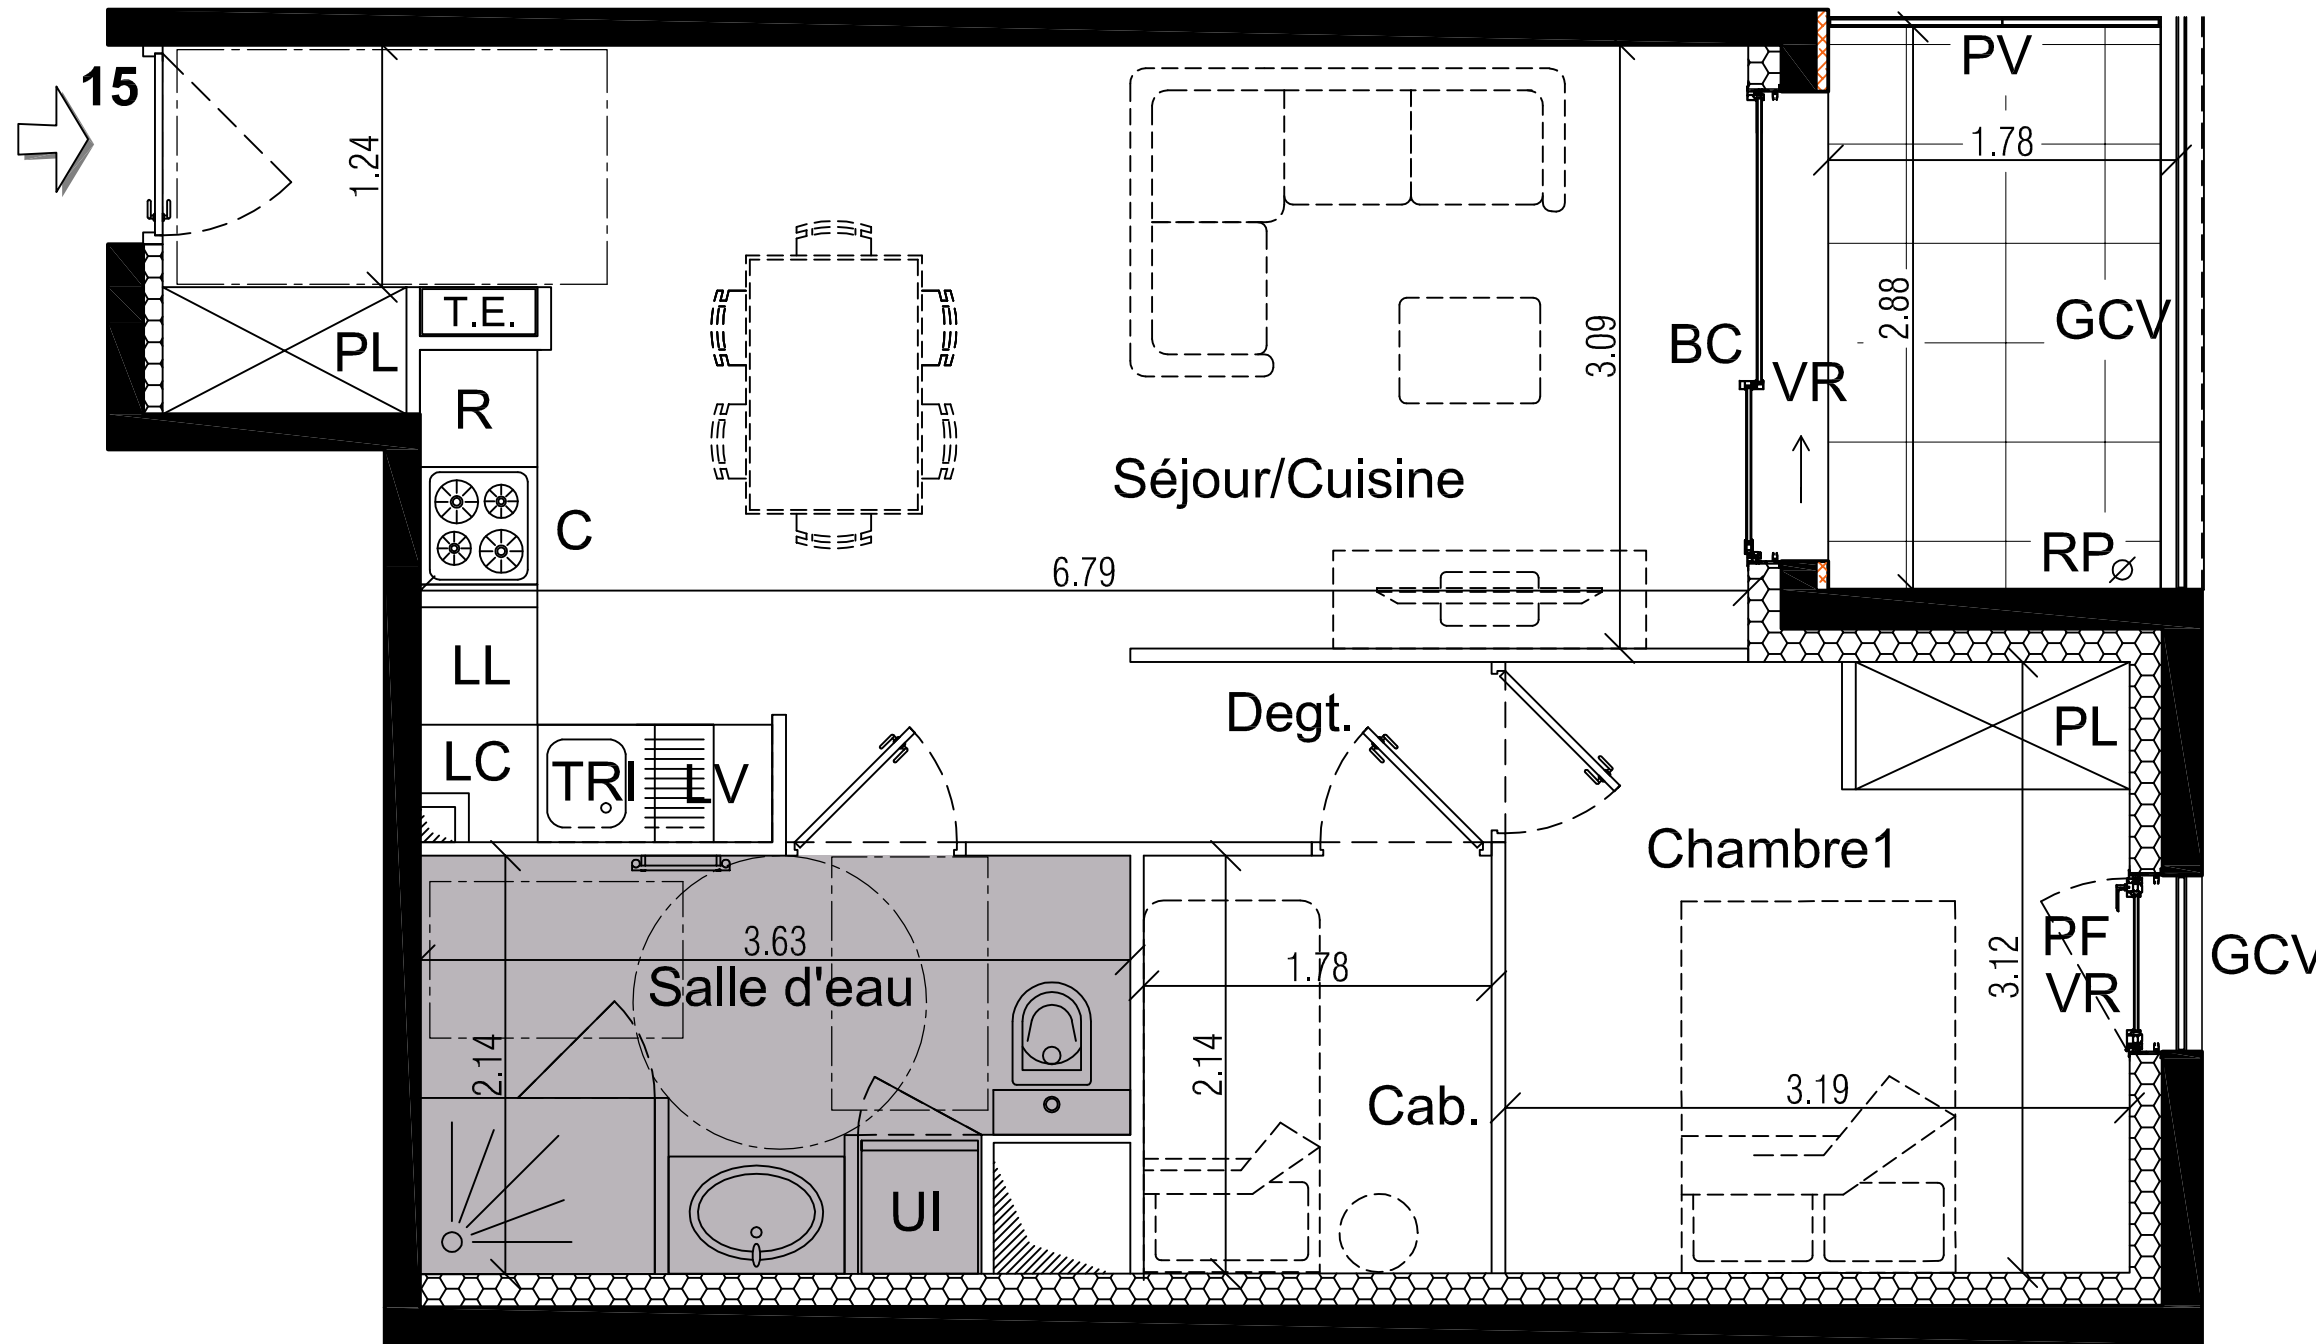 15
PV
1.78
1.24
2.88
T.E.
PL
GCV
3.09
BC
VR
R
Séjour/Cuisine
C
RP
6.79
LL
Degt.
PL
LC
TRI
LV
Chambre1
3.63
Salle d'eau
1.78
PF
VR
GCV
3.12
2.14
2.14
Cab.
3.19
UI